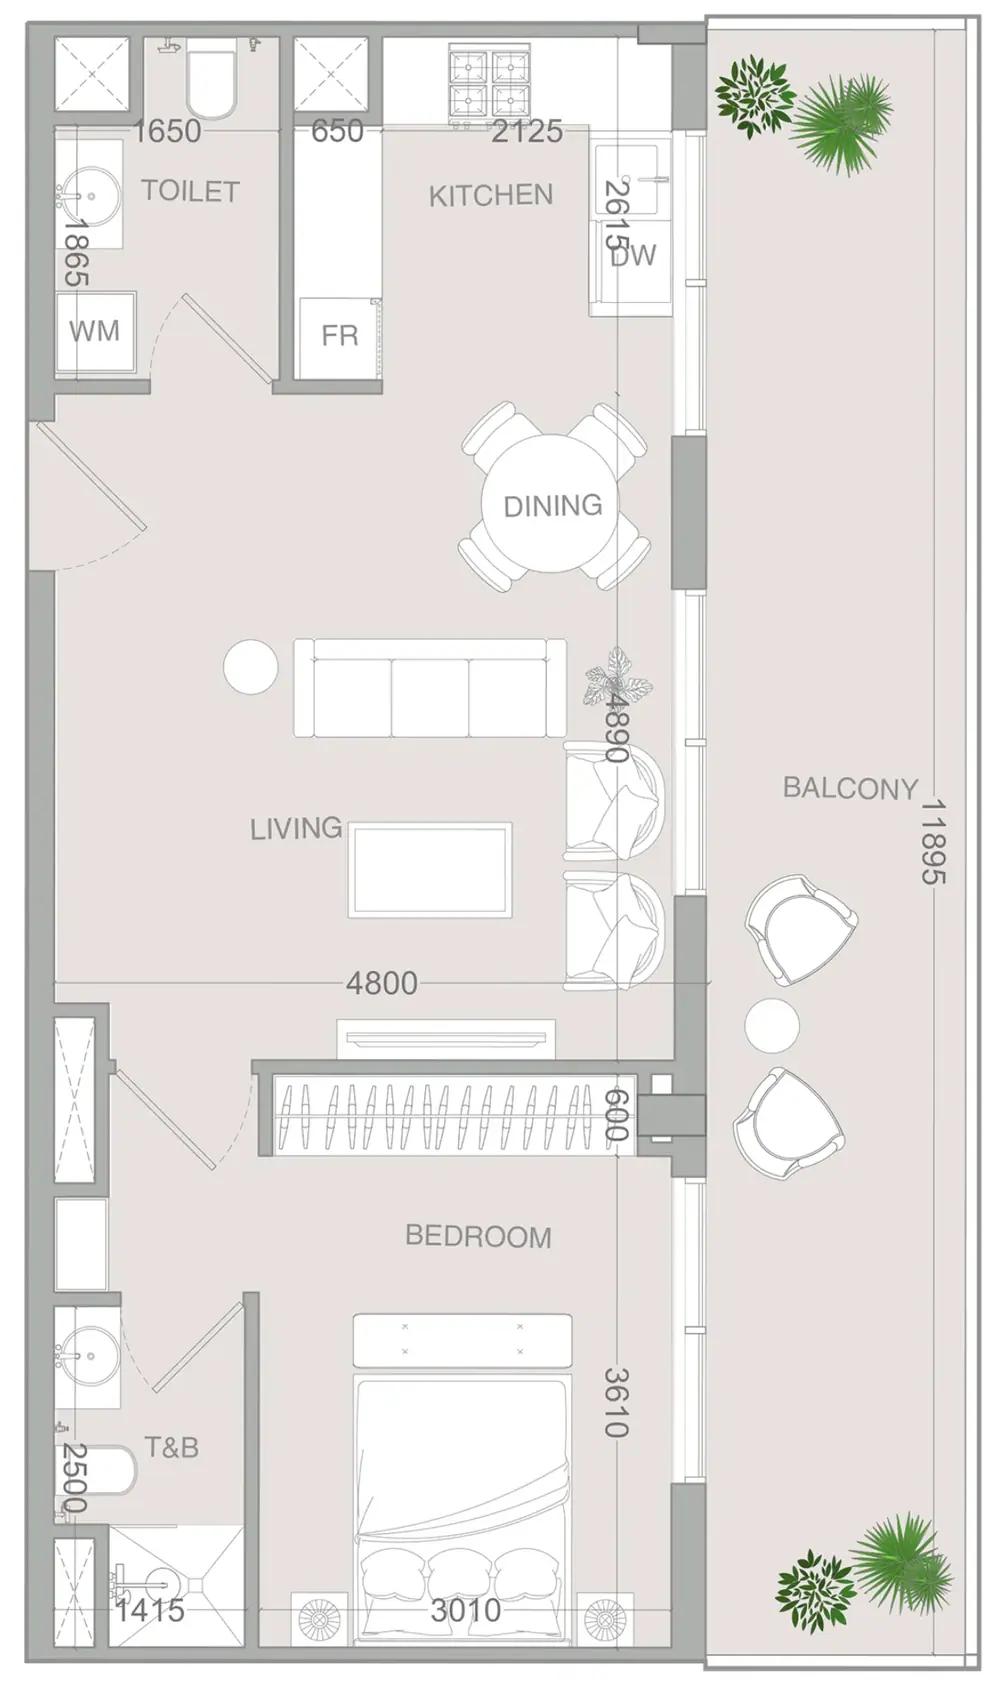 1650
650
2125
TOILET
KITCHEN
2615
1865
DW
WM
FR
DINING
4890
BALCONY
11895
LIVING
4800
600
BEDROOM
3610
T&B
2500
1415
3010